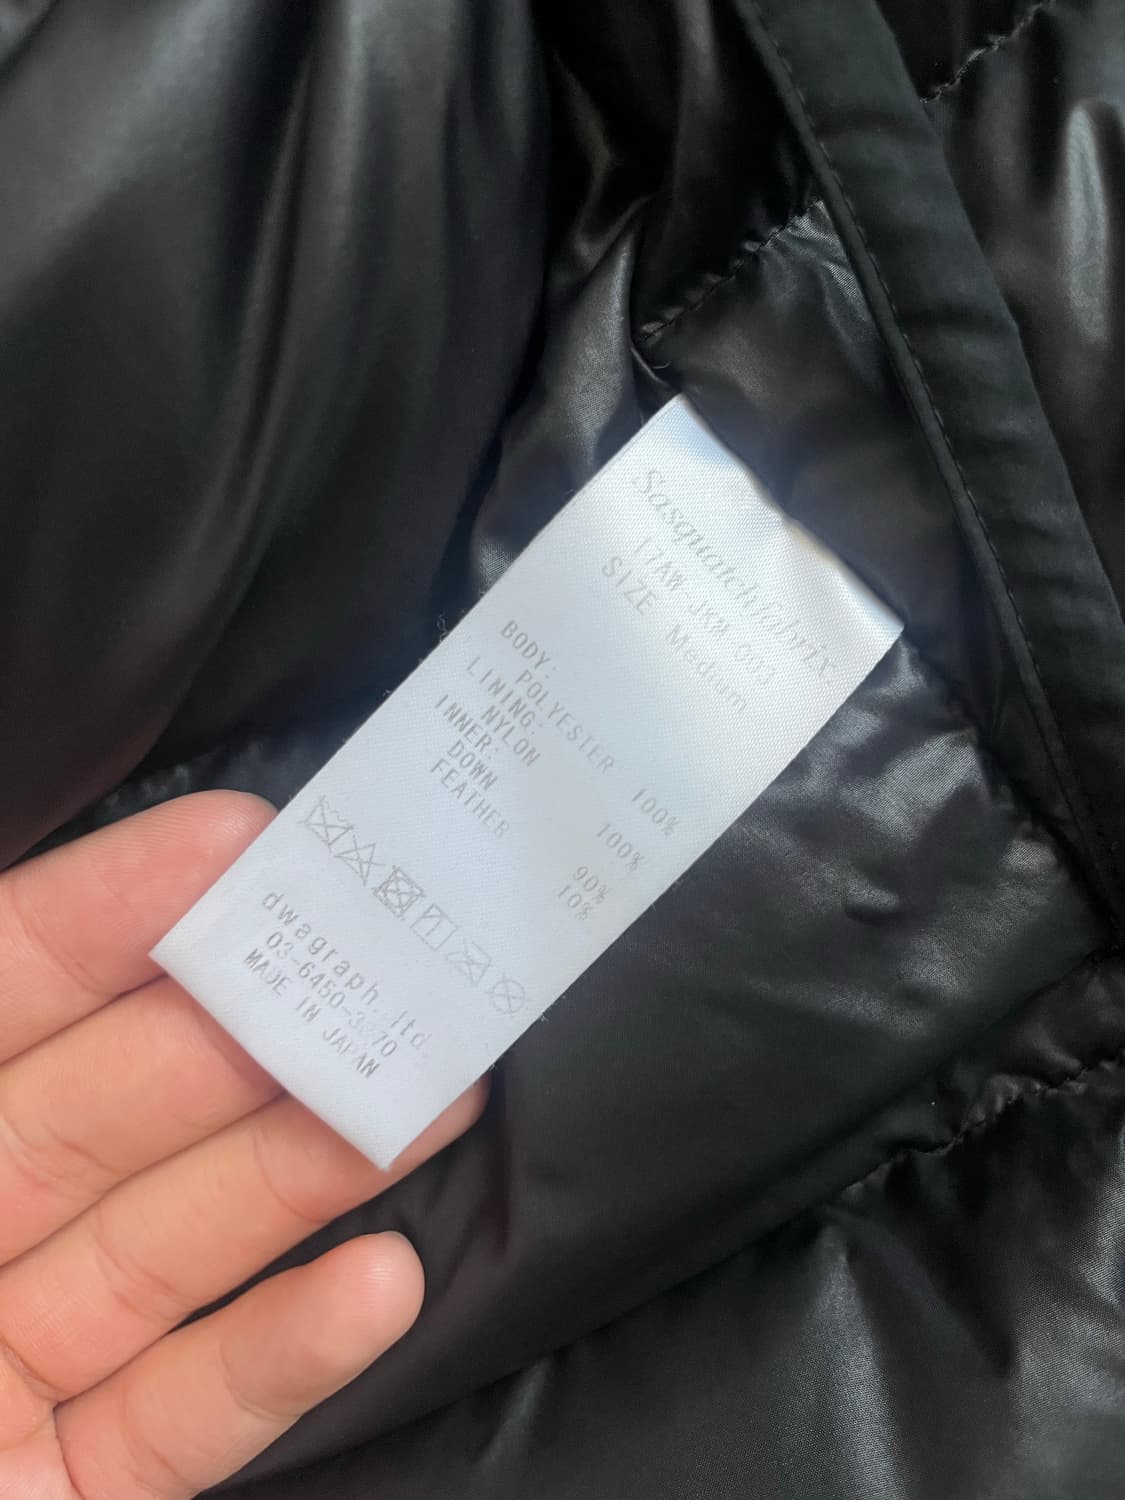 Sasquatchfabrix.
17AW-JKW-003
SIZE Medium
BODY:
POLYESTER 100%
LINING:
NYLON 100%
INNER:
DOWN 90%
FEATHER 10%
dwagraph. ltd.
MADE IN JAPAN